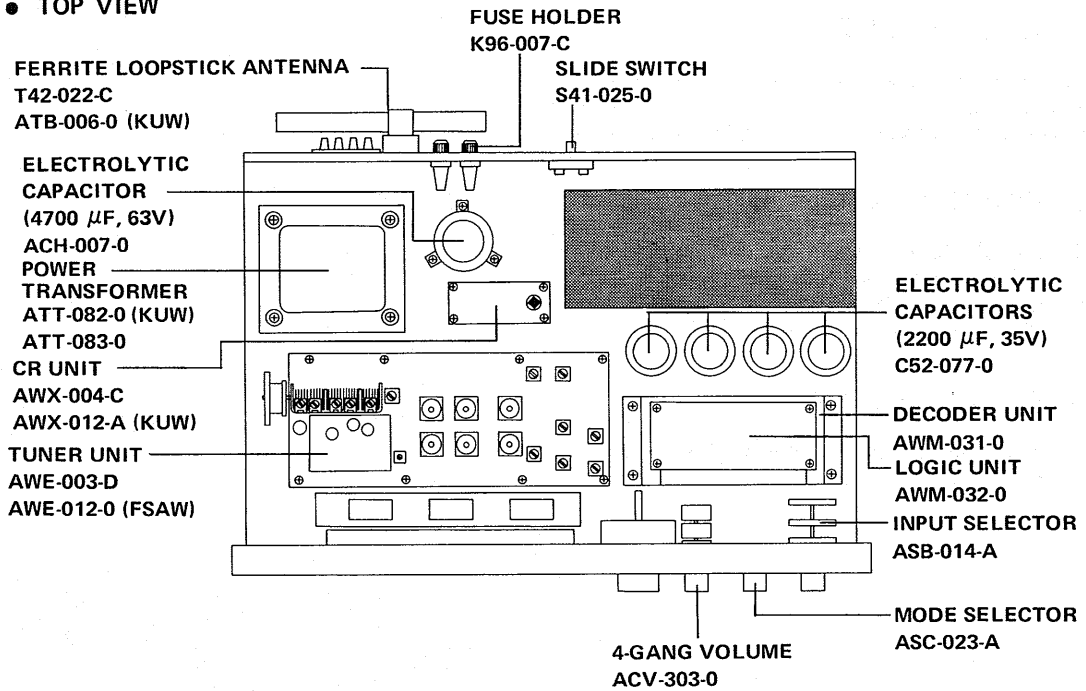 ● TOP VIEW
FUSE HOLDER
K96-007-C
FERRITE LOOPSTICK ANTENNA
T42-022-C
ATB-006-0 (KUW)
SLIDE SWITCH
S41-025-0
ELECTROLYTIC
CAPACITOR
(4700 μF, 63V)
ACH-007-0
POWER
TRANSFORMER
ATT-082-0 (KUW)
ATT-083-0
CR UNIT
AWX-004-C
AWX-012-A (KUW)
TUNER UNIT
AWE-003-D
AWE-012-0 (FSAW)
ELECTROLYTIC
CAPACITORS
(2200 μF, 35V)
C52-077-0
DECODER UNIT
AWM-031-0
LOGIC UNIT
AWM-032-0
INPUT SELECTOR
ASB-014-A
MODE SELECTOR
ASC-023-A
4-GANG VOLUME
ACV-303-0